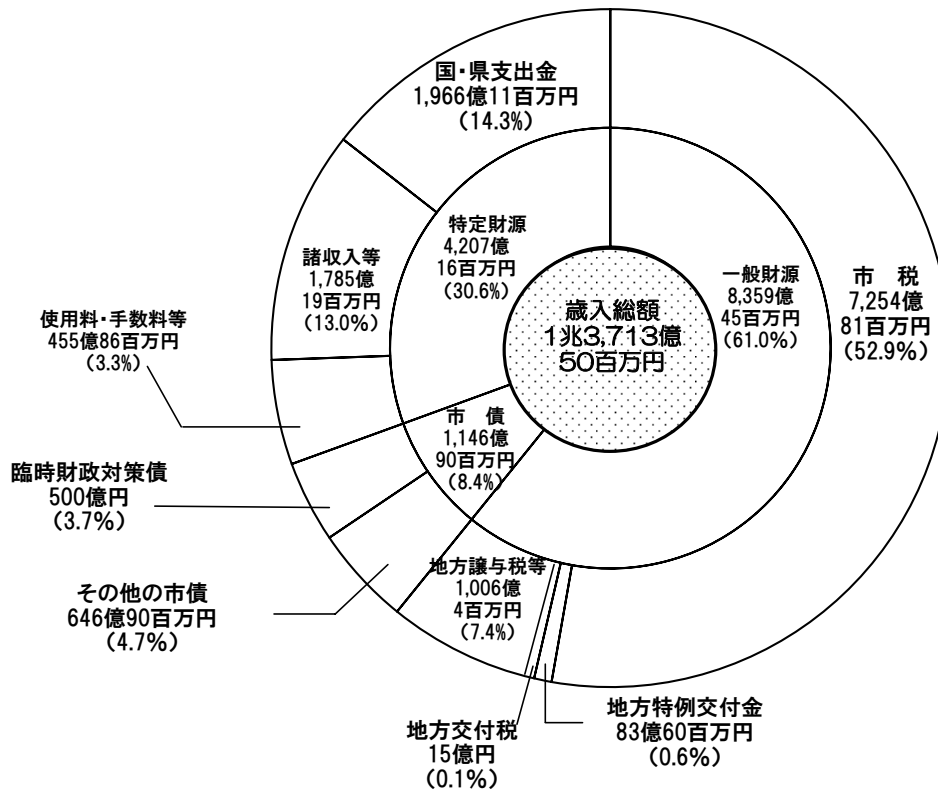 歳入総額
1兆3,713億
50百万円
一般財源
8,359億
45百万円
(61.0%)
市　税
7,254億
81百万円
(52.9%)
地方特例交付金
83億60百万円
(0.6%)
地方交付税
15億円
(0.1%)
地方譲与税等
1,006億
4百万円
(7.4%)
市　債
1,146億
90百万円
(8.4%)
その他の市債
646億90百万円
(4.7%)
臨時財政対策債
500億円
(3.7%)
特定財源
4,207億
16百万円
(30.6%)
使用料・手数料等
455億86百万円
(3.3%)
諸収入等
1,785億
19百万円
(13.0%)
国・県支出金
1,966億11百万円
(14.3%)